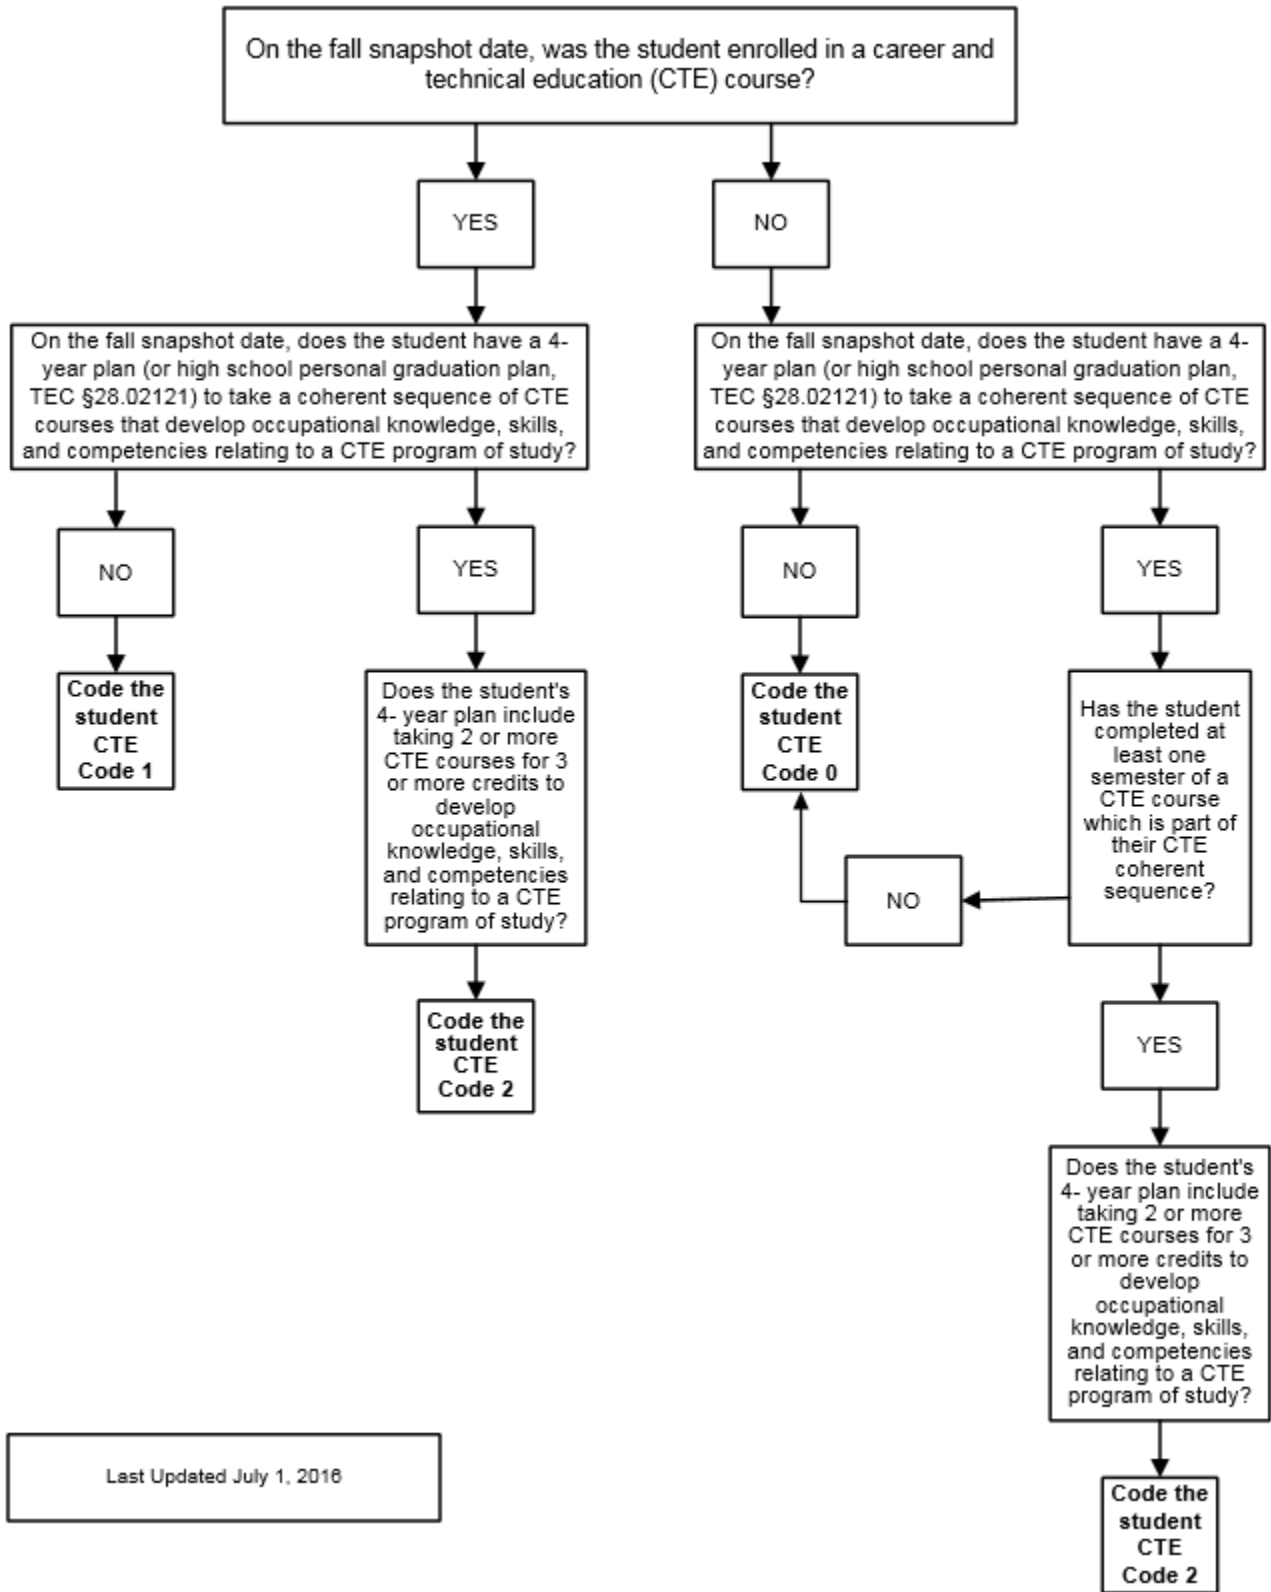 On the fall snapshot date, was the student enrolled in a career and
technical education (CTE) course?
YES
NO
On the fall snapshot date, does the student have a 4-
year plan (or high school personal graduation plan,
TEC §28.02121) to take a coherent sequence of CTE
courses that develop occupational knowledge, skills,
and competencies relating to a CTE program of study?
On the fall snapshot date, does the student have a 4-
year plan (or high school personal graduation plan,
TEC §28.02121) to take a coherent sequence of CTE
courses that develop occupational knowledge, skills,
and competencies relating to a CTE program of study?
NO
YES
NO
YES
Code the
student
CTE
Code 1
Does the student's
4- year plan include
taking 2 or more
CTE courses for 3
or more credits to
develop
occupational
knowledge, skills,
and competencies
relating to a CTE
program of study?
Code the
student
CTE
Code 0
Has the student
completed at
least one
semester of a
CTE course
which is part of
their CTE
coherent
sequence?
NO
Code the
student
CTE
Code 2
YES
Does the student's
4- year plan include
taking 2 or more
CTE courses for 3
or more credits to
develop
occupational
knowledge, skills,
and competencies
relating to a CTE
program of study?
Last Updated July 1, 2016
Code the
student
CTE
Code 2